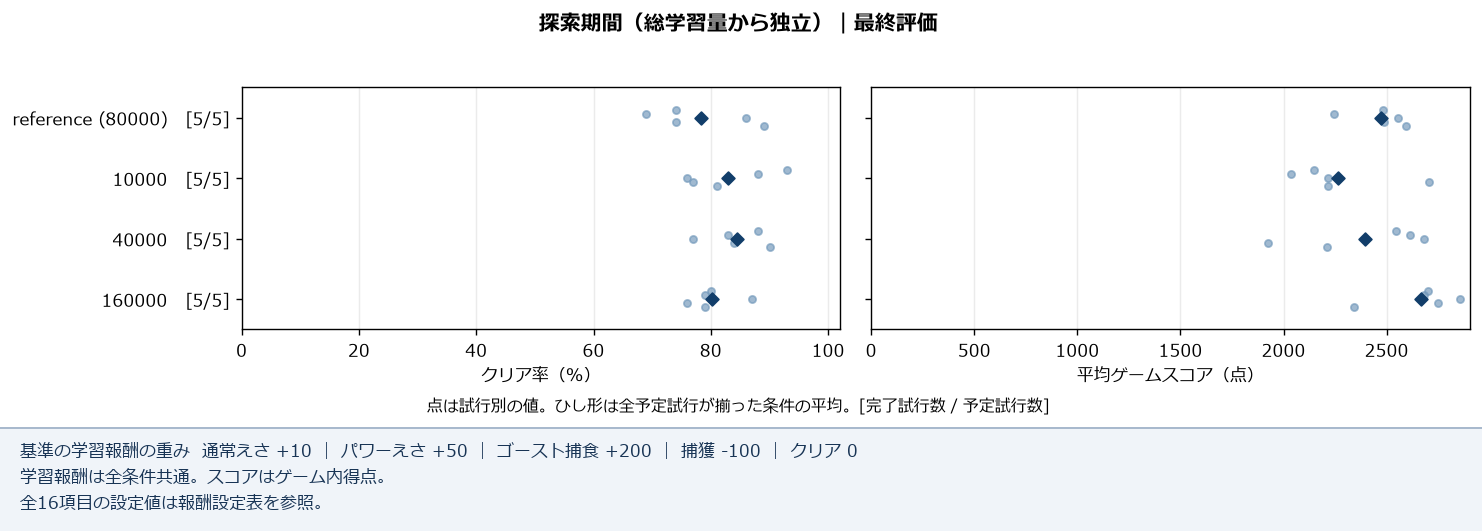 探索期間（総学習量から独立）｜最終評価
reference (80000) [5/5]
10000 [5/5]
40000 [5/5]
160000 [5/5]
0 20 40 60 80 100
クリア率（%）
0 500 1000 1500 2000 2500
平均ゲームスコア（点）
点は試行別の値。ひし形は全予定試行が揃った条件の平均。[完了試行数 / 予定試行数]
基準の学習報酬の重み 通常えさ +10 ｜ パワーえさ +50 ｜ ゴースト捕食 +200 ｜ 捕獲 -100 ｜ クリア 0
学習報酬は全条件共通。スコアはゲーム内得点。
全16項目の設定値は報酬設定表を参照。